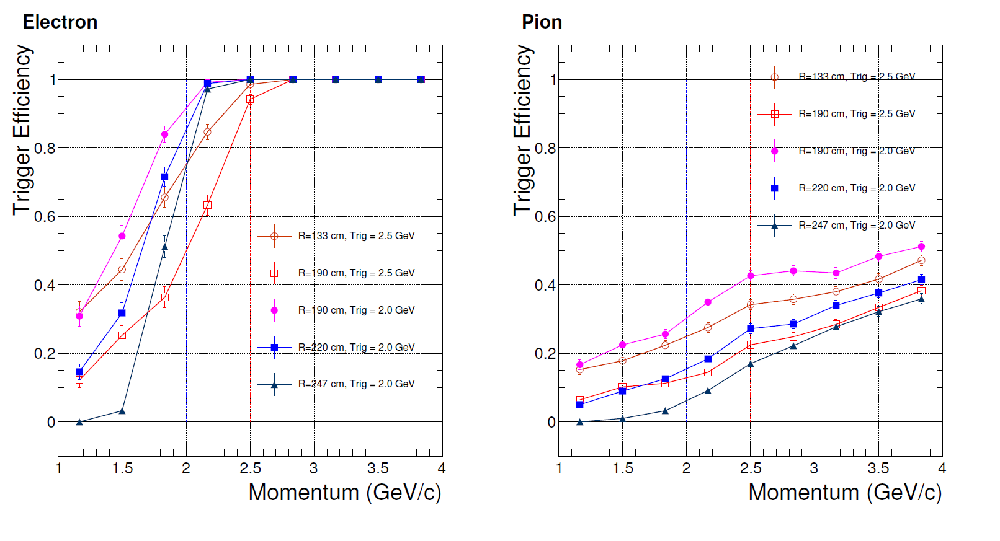 Electron
Trigger Efficiency
1
0.8
0.6
0.4
0.2
0
R=133 cm, Trig = 2.5 GeV
R=190 cm, Trig = 2.5 GeV
R=190 cm, Trig = 2.0 GeV
R=220 cm, Trig = 2.0 GeV
R=247 cm, Trig = 2.0 GeV
1 1.5 2 2.5 3 3.5 4
Momentum (GeV/c)
Pion
Trigger Efficiency
1
0.8
0.6
0.4
0.2
0
R=133 cm, Trig = 2.5 GeV
R=190 cm, Trig = 2.5 GeV
R=190 cm, Trig = 2.0 GeV
R=220 cm, Trig = 2.0 GeV
R=247 cm, Trig = 2.0 GeV
1 1.5 2 2.5 3 3.5 4
Momentum (GeV/c)